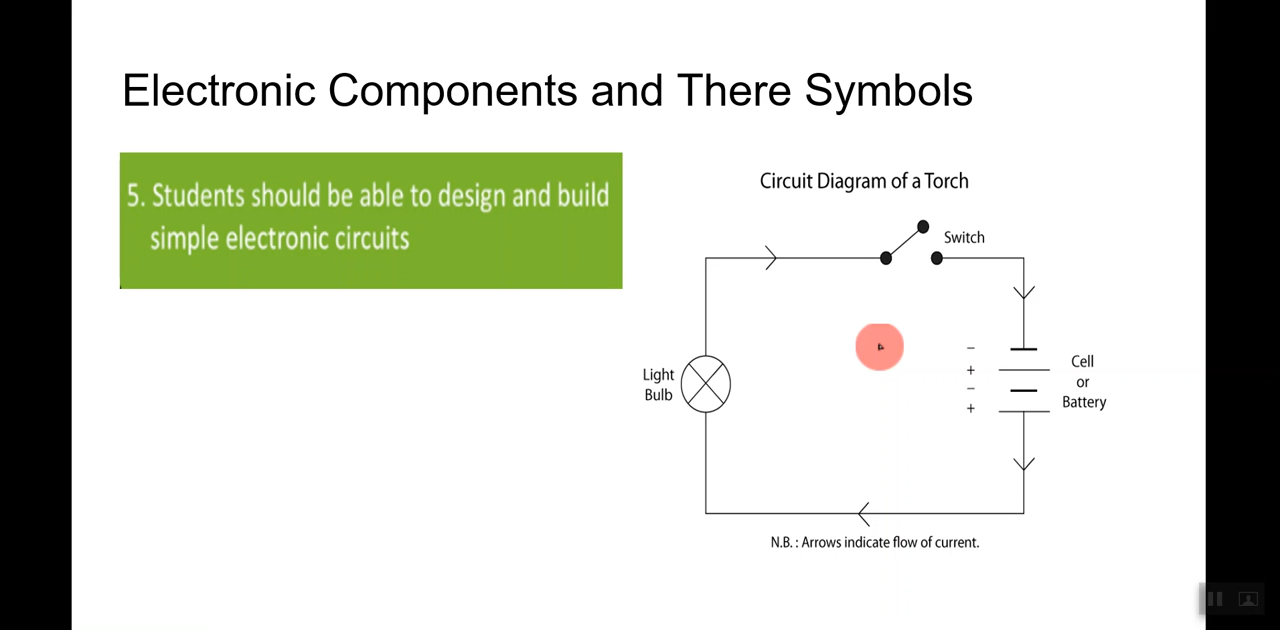 Electronic Components and There Symbols
5. Students should be able to design and build
simple electronic circuits
Circuit Diagram of a Torch
Switch
Light
Bulb
−
+
−
+
Cell
or
Battery
N.B. : Arrows indicate flow of current.